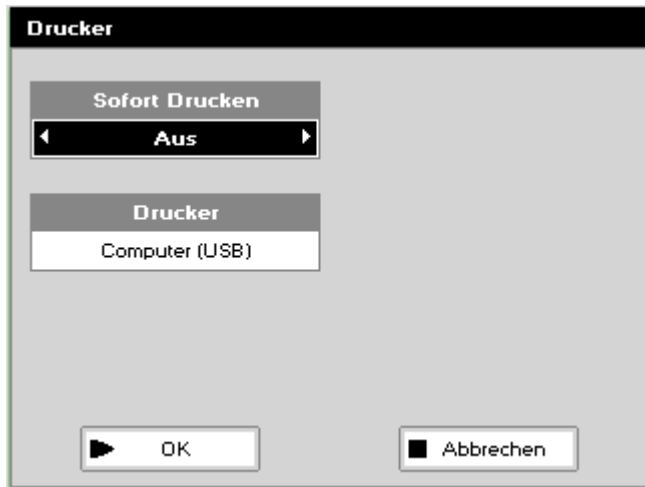 Drucker
Sofort Drucken
Aus
Drucker
Computer (USB)
OK
Abbrechen